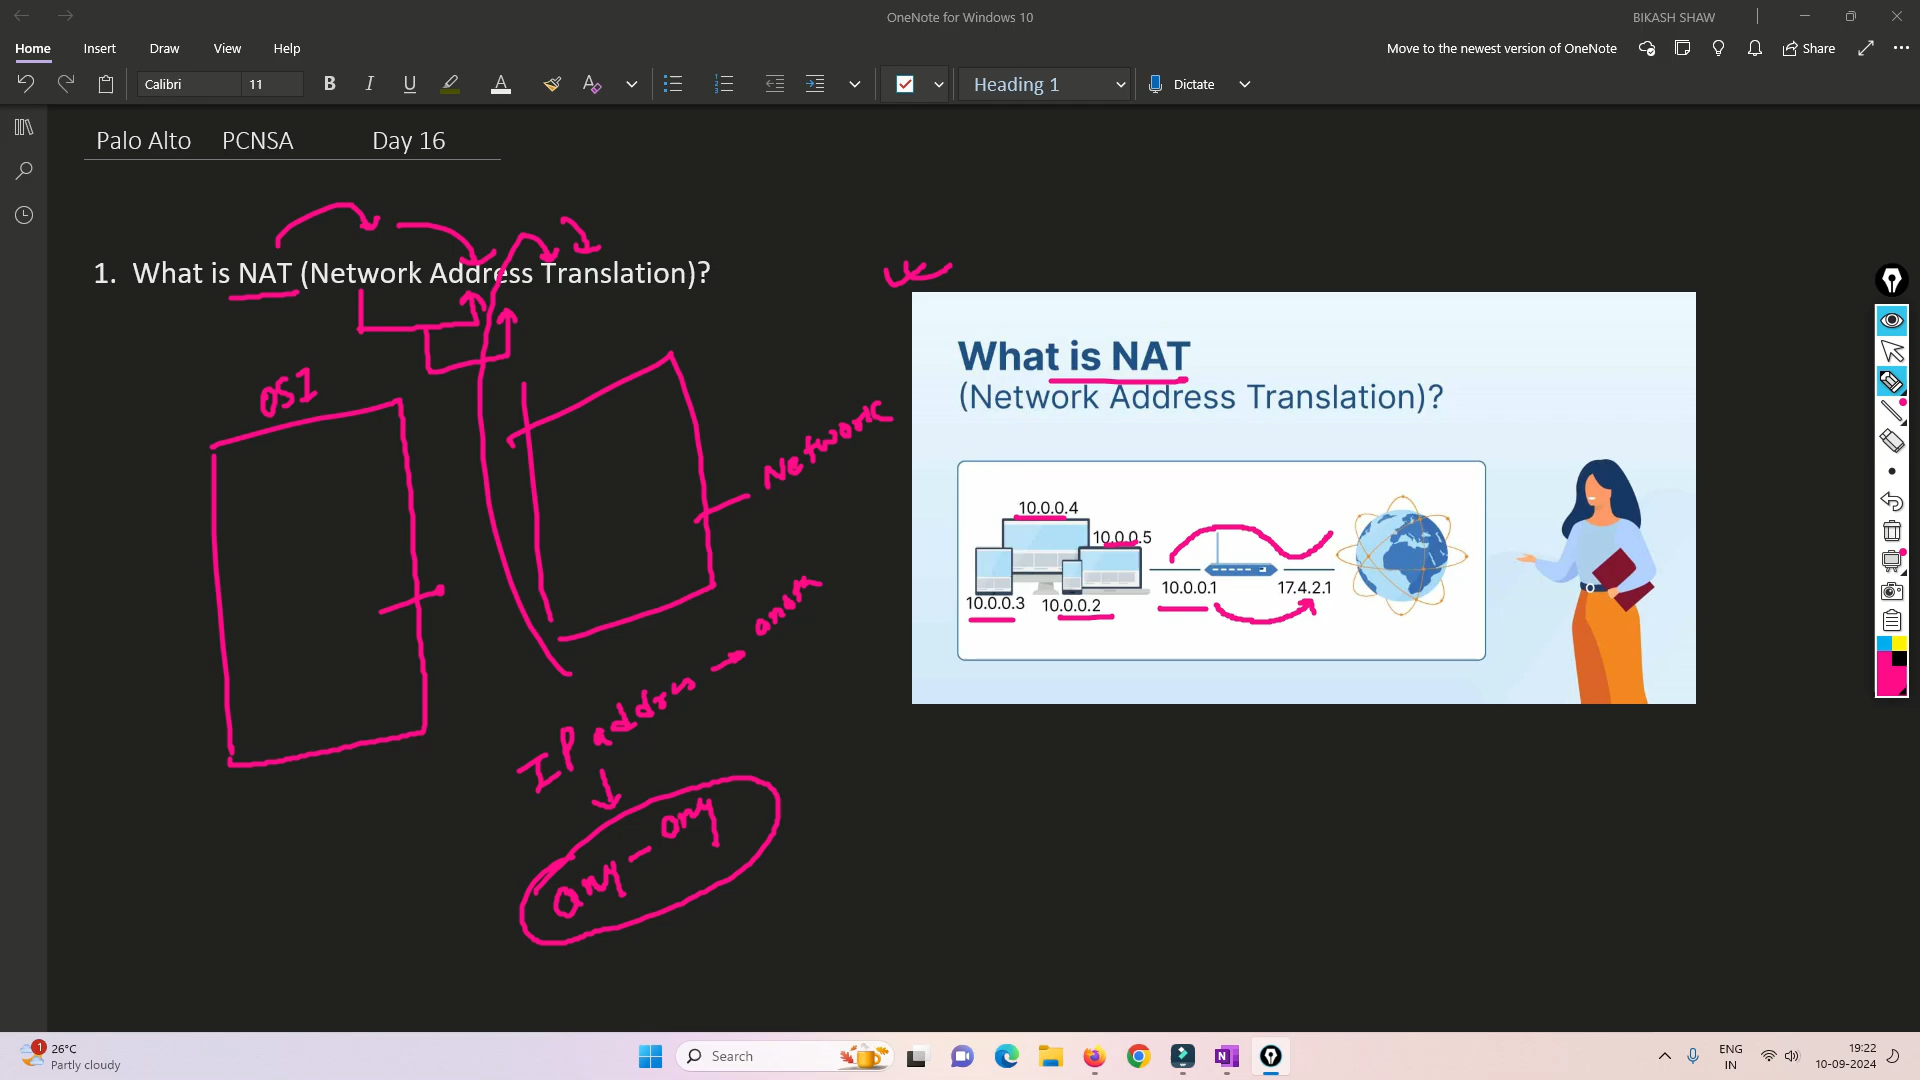 OneNote for Windows 10
BIKASH SHAW
Home Insert Draw View Help
Move to the newest version of OneNote
Share
Calibri 11
B I U A
Heading 1
Dictate
Palo Alto PCNSA Day 16
1. What is NAT (Network Address Translation)?
OSI
Network
IP address
any - any
What is NAT
(Network Address Translation)?
10.0.0.4
10.0.0.5
10.0.0.3
10.0.0.2
10.0.0.1
17.4.2.1
1
26°C
Partly cloudy
Search
ENG
IN
19:22
10-09-2024